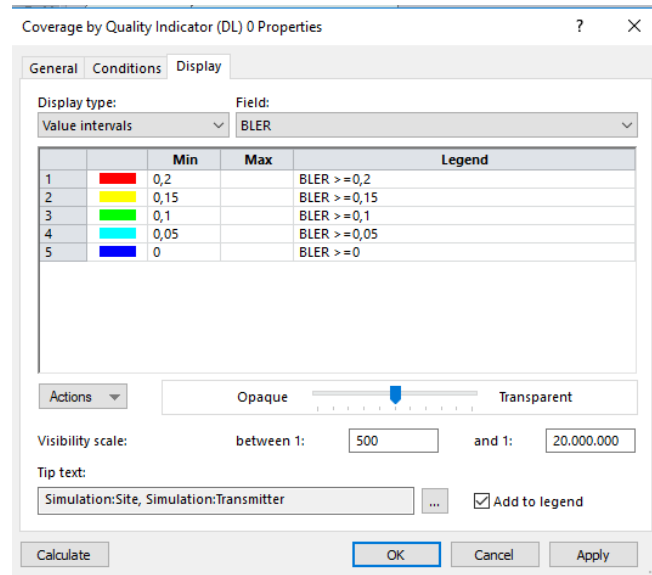 Coverage by Quality Indicator (DL) 0 Properties ? X
General Conditions Display
Display type: Field:
Value intervals BLER
Min Max Legend
1 0,2 BLER >=0,2
2 0,15 BLER >=0,15
3 0,1 BLER >=0,1
4 0,05 BLER >=0,05
5 0 BLER >=0
Actions Opaque Transparent
Visibility scale: between 1: 500 and 1: 20.000.000
Tip text:
Simulation:Site, Simulation:Transmitter ... Add to legend
Calculate OK Cancel Apply